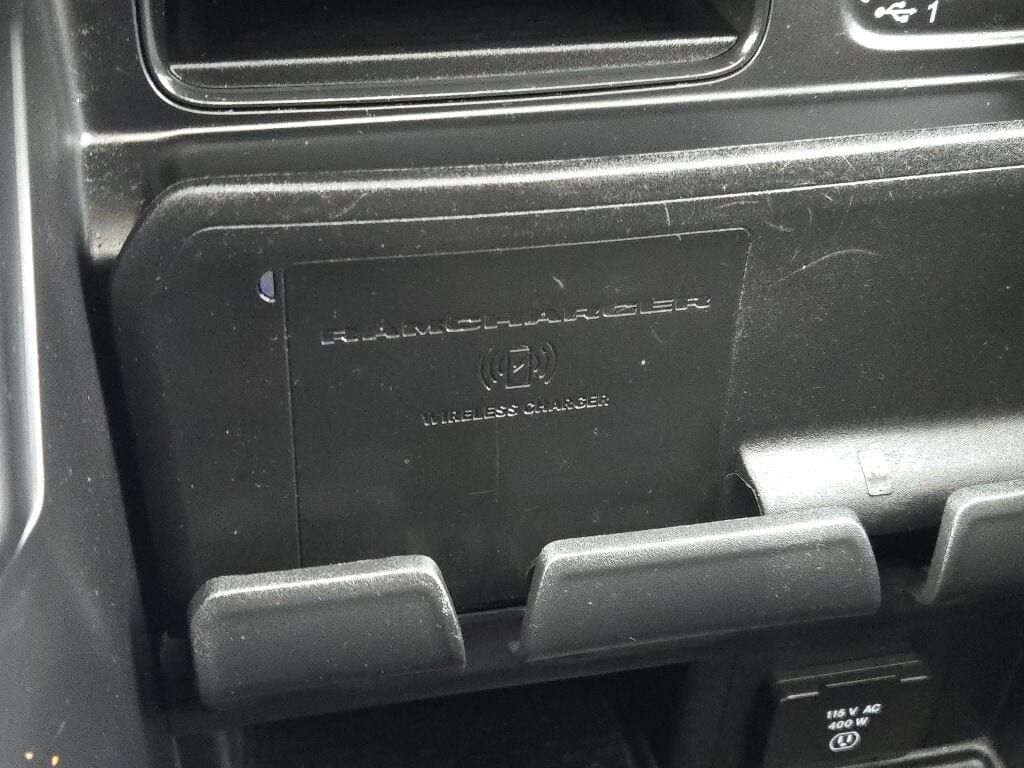 1
RAMCHARGER
WIRELESS CHARGER
115 V AC
400 W